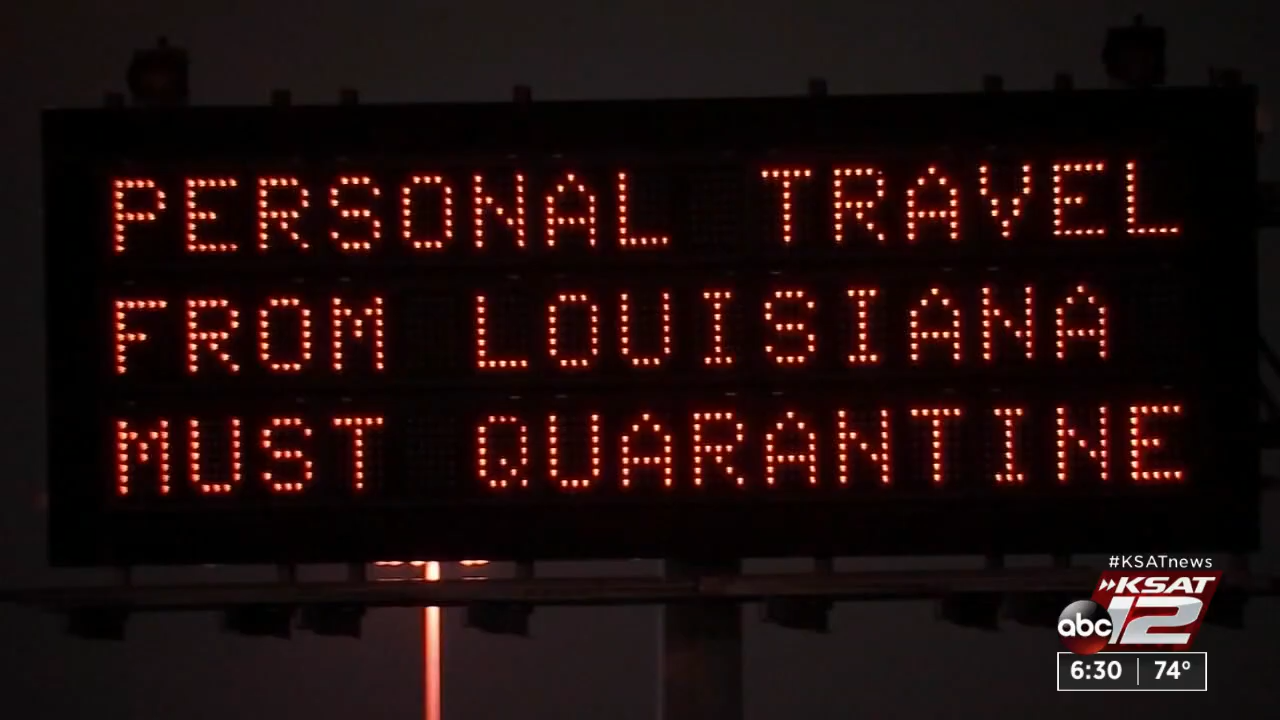 PERSONAL TRAVEL
FROM LOUISIANA
MUST QUARANTINE
#KSATnews
KSAT
abc 12
6:30 74°